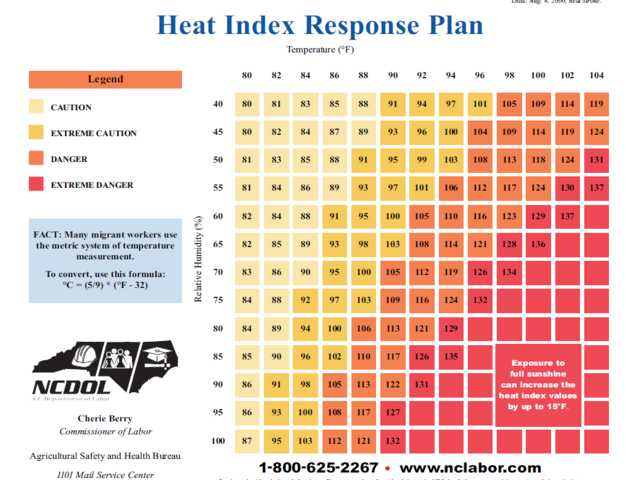 Heat Index Response Plan
Temperature (°F)
80 82 84 86 88 90 92 94 96 98 100 102 104
Legend
CAUTION
EXTREME CAUTION
DANGER
EXTREME DANGER
FACT: Many migrant workers use
the metric system of temperature
measurement.
To convert, use this formula:
°C = (5/9) * (°F - 32)
NCDOL
N.C. Department of Labor
Cherie Berry
Commissioner of Labor
Agricultural Safety and Health Bureau
1101 Mail Service Center
Relative Humidity (%)
40 80 81 83 85 88 91 94 97 101 105 109 114 119
45 80 82 84 87 89 93 96 100 104 109 114 119 124
50 81 83 85 88 91 95 99 103 108 113 118 124 131
55 81 84 86 89 93 97 101 106 112 117 124 130 137
60 82 84 88 91 95 100 105 110 116 123 129 137
65 82 85 89 93 98 103 108 114 121 128 136
70 83 86 90 95 100 105 112 119 126 134
75 84 88 92 97 103 109 116 124 132
80 84 89 94 100 106 113 121 129
85 85 90 96 102 110 117 126 135
90 86 91 98 105 113 122 131
95 86 93 100 108 117 127
100 87 95 103 112 121 132
Exposure to
full sunshine
can increase the
heat index values
by up to 15°F.
1-800-625-2267 • www.nclabor.com